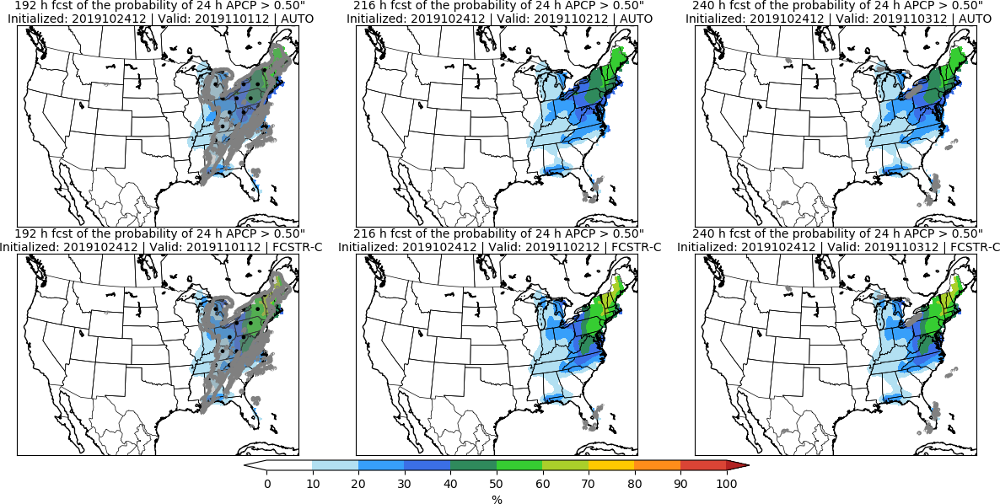 192 h fcst of the probability of 24 h APCP > 0.50"
Initialized: 2019102412 | Valid: 2019110112 | AUTO
216 h fcst of the probability of 24 h APCP > 0.50"
Initialized: 2019102412 | Valid: 2019110212 | AUTO
240 h fcst of the probability of 24 h APCP > 0.50"
Initialized: 2019102412 | Valid: 2019110312 | AUTO
192 h fcst of the probability of 24 h APCP > 0.50"
Initialized: 2019102412 | Valid: 2019110112 | FCSTR-C
216 h fcst of the probability of 24 h APCP > 0.50"
Initialized: 2019102412 | Valid: 2019110212 | FCSTR-C
240 h fcst of the probability of 24 h APCP > 0.50"
Initialized: 2019102412 | Valid: 2019110312 | FCSTR-C
0 10 20 30 40 50 60 70 80 90 100
%